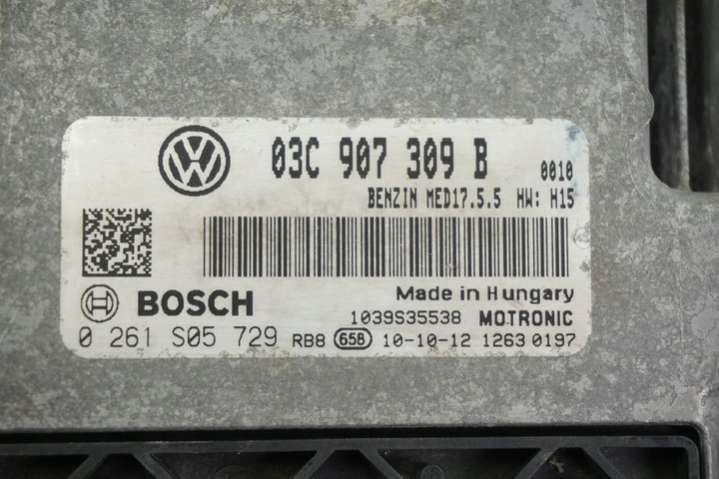 03C 907 309 B 0010
BENZIN MED17.5.5 HW: H15
BOSCH
Made in Hungary
1039S35538 MOTRONIC
0 261 S05 729 RB8 658 10-10-12 1263 0197